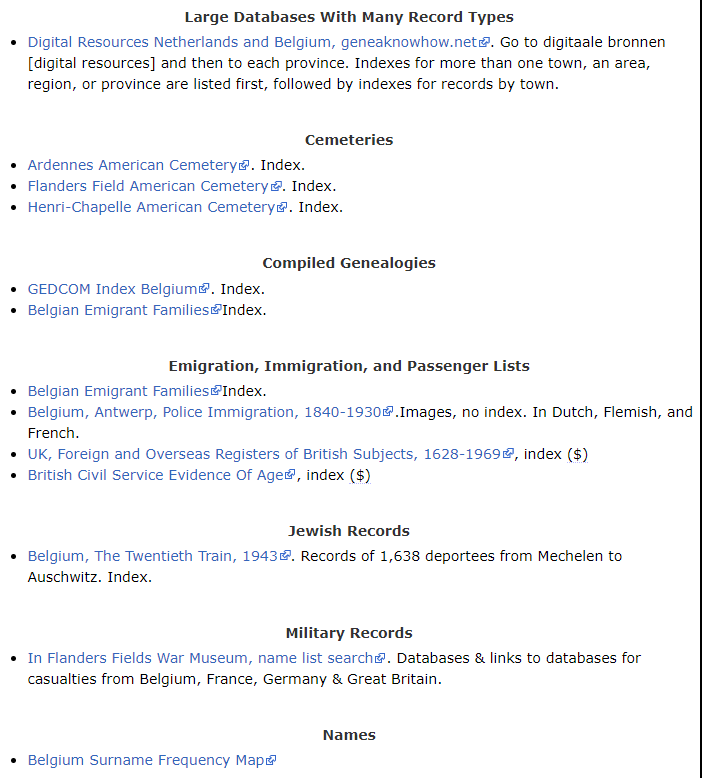 Large Databases With Many Record Types
• Digital Resources Netherlands and Belgium, geneaknowhow.net. Go to digitaale bronnen
[digital resources] and then to each province. Indexes for more than one town, an area,
region, or province are listed first, followed by indexes for records by town.
Cemeteries
• Ardennes American Cemetery. Index.
• Flanders Field American Cemetery. Index.
• Henri-Chapelle American Cemetery. Index.
Compiled Genealogies
• GEDCOM Index Belgium. Index.
• Belgian Emigrant FamiliesIndex.
Emigration, Immigration, and Passenger Lists
• Belgian Emigrant FamiliesIndex.
• Belgium, Antwerp, Police Immigration, 1840-1930.Images, no index. In Dutch, Flemish, and
French.
• UK, Foreign and Overseas Registers of British Subjects, 1628-1969, index ($)
• British Civil Service Evidence Of Age, index ($)
Jewish Records
• Belgium, The Twentieth Train, 1943. Records of 1,638 deportees from Mechelen to
Auschwitz. Index.
Military Records
• In Flanders Fields War Museum, name list search. Databases & links to databases for
casualties from Belgium, France, Germany & Great Britain.
Names
• Belgium Surname Frequency Map